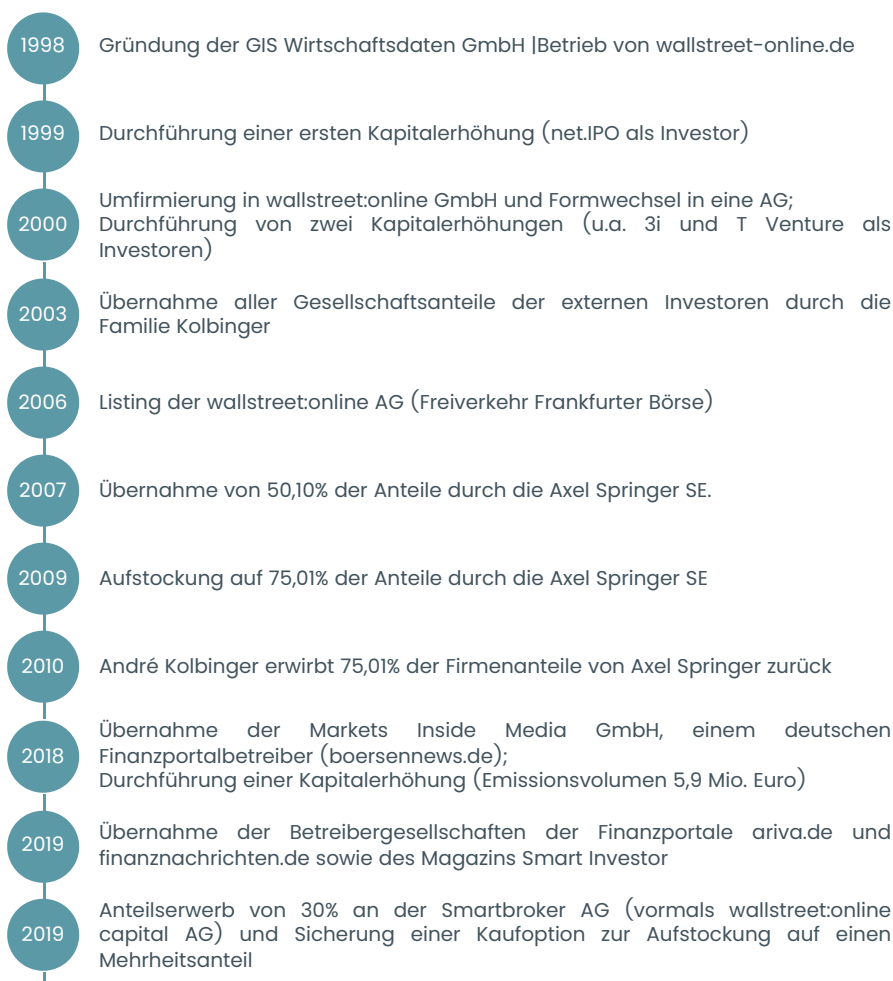 1998
Gründung der GIS Wirtschaftsdaten GmbH |Betrieb von wallstreet-online.de
1999
Durchführung einer ersten Kapitalerhöhung (net.IPO als Investor)
2000
Umfirmierung in wallstreet:online GmbH und Formwechsel in eine AG;
Durchführung von zwei Kapitalerhöhungen (u.a. 3i und T Venture als
Investoren)
2003
Übernahme aller Gesellschaftsanteile der externen Investoren durch die
Familie Kolbinger
2006
Listing der wallstreet:online AG (Freiverkehr Frankfurter Börse)
2007
Übernahme von 50,10% der Anteile durch die Axel Springer SE.
2009
Aufstockung auf 75,01% der Anteile durch die Axel Springer SE
2010
André Kolbinger erwirbt 75,01% der Firmenanteile von Axel Springer zurück
2018
Übernahme der Markets Inside Media GmbH, einem deutschen
Finanzportalbetreiber (boersennews.de);
Durchführung einer Kapitalerhöhung (Emissionsvolumen 5,9 Mio. Euro)
2019
Übernahme der Betreibergesellschaften der Finanzportale ariva.de und
finanznachrichten.de sowie des Magazins Smart Investor
2019
Anteilserwerb von 30% an der Smartbroker AG (vormals wallstreet:online
capital AG) und Sicherung einer Kaufoption zur Aufstockung auf einen
Mehrheitsanteil